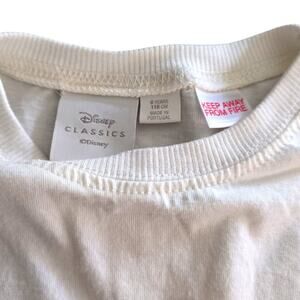 Disney
CLASSICS
©Disney
6 YEARS
116 CM
MADE IN
PORTUGAL
KEEP AWAY
FROM FIRE